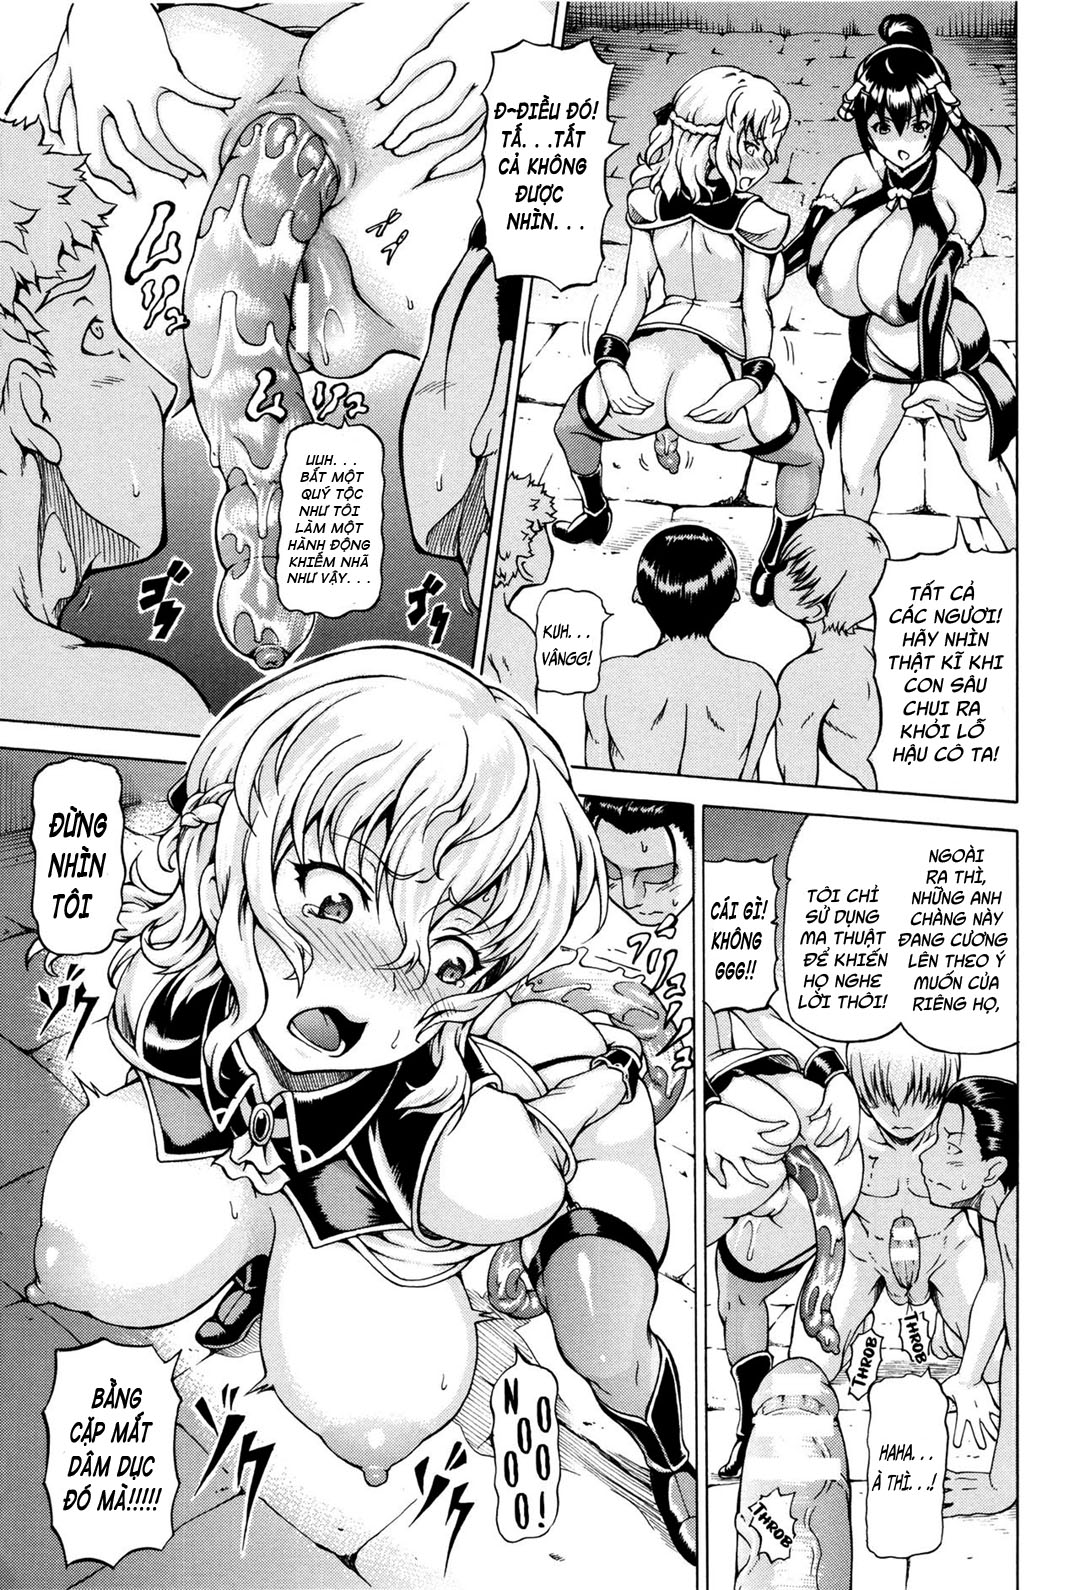 Đ~ĐIỀU ĐÓ!
TẤ...TẤT
CẢ KHÔNG
ĐƯỢC
NHÌN...
TẤT CẢ
CÁC NGƯƠI!
HÃY NHÌN
THẬT KĨ KHI
CON SÂU
CHUI RA
KHỎI LỖ
HẬU CÔ TA!
KUH...
VÂNGG!
UUH...
BẮT MỘT
QUÝ TỘC
NHƯ TÔI
LÀM MỘT
HÀNH ĐỘNG
KHIẾM NHÃ
NHƯ VẬY...
NGOÀI
RA THÌ,
NHỮNG ANH
CHÀNG NÀY
ĐANG CƯƠNG
LÊN THEO Ý
MUỐN CỦA
RIÊNG HỌ,
TÔI CHỈ
SỬ DỤNG
MA THUẬT
ĐỂ KHIẾN
HỌ NGHE
LỜI THÔI!
CÁI GÌ!
KHÔNG
GGG!!
THROB
THROB
THROB
HAHA...
À THÌ...!
ĐỪNG
NHÌN
TÔI
NOOO
OOO!
BẰNG
CẶP MẮT
DÂM DỤC
ĐÓ MÀ!!!!!